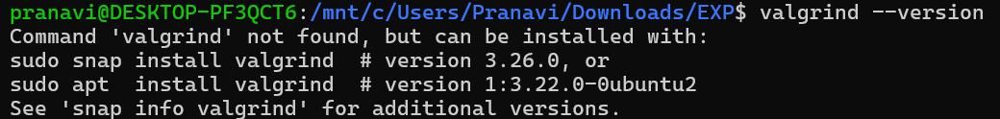 pranavi@DESKTOP-PF3QCT6:/mnt/c/Users/Pranavi/Downloads/EXP$ valgrind --version
Command 'valgrind' not found, but can be installed with:
sudo snap install valgrind  # version 3.26.0, or
sudo apt  install valgrind  # version 1:3.22.0-0ubuntu2
See 'snap info valgrind' for additional versions.